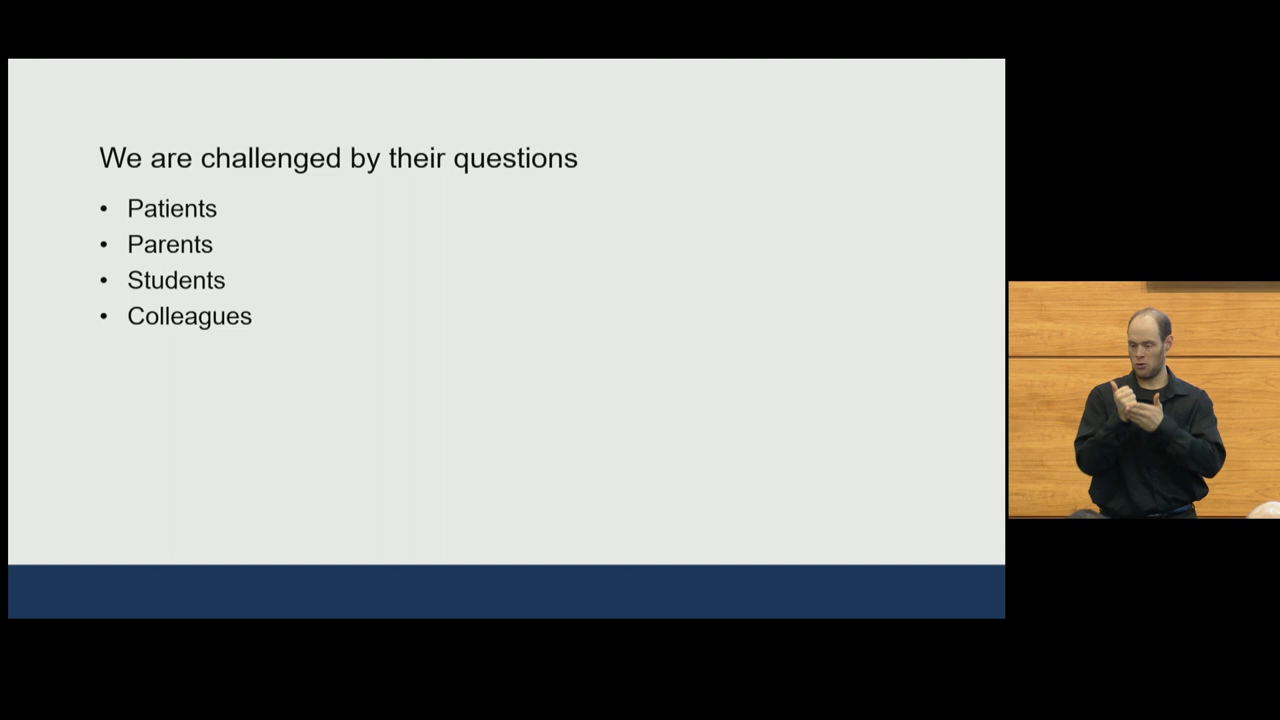 We are challenged by their questions
• Patients
• Parents
• Students
• Colleagues